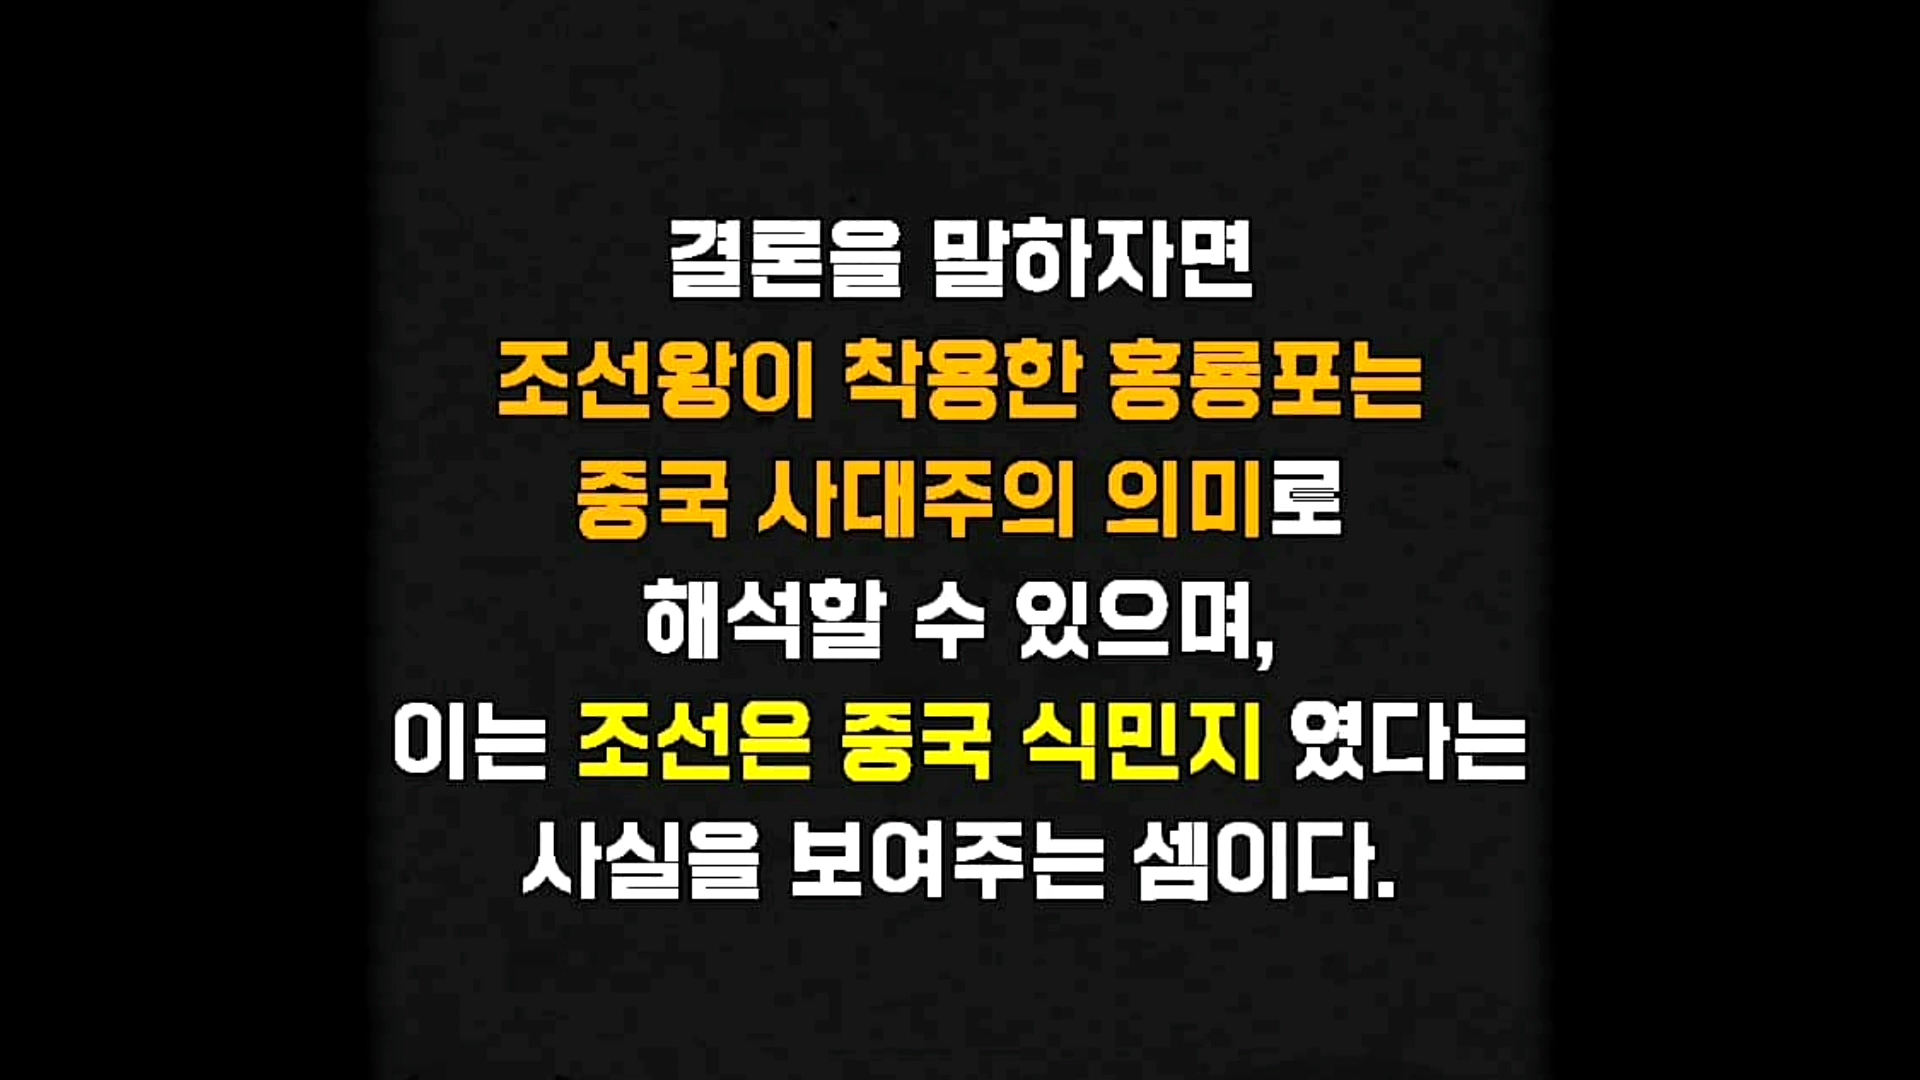 결론을 말하자면
조선왕이 착용한 홍룡포는
중국 사대주의 의미로
해석할 수 있으며,
이는 조선은 중국 식민지 였다는
사실을 보여주는 셈이다.